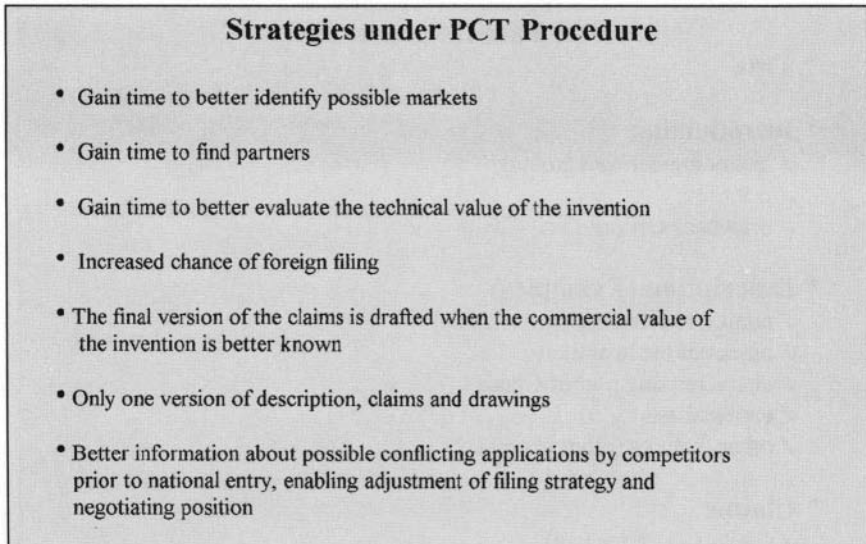 Strategies under PCT Procedure
• Gain time to better identify possible markets
• Gain time to find partners
• Gain time to better evaluate the technical value of the invention
• Increased chance of foreign filing
• The final version of the claims is drafted when the commercial value of
the invention is better known
• Only one version of description, claims and drawings
• Better information about possible conflicting applications by competitors
prior to national entry, enabling adjustment of filing strategy and
negotiating position